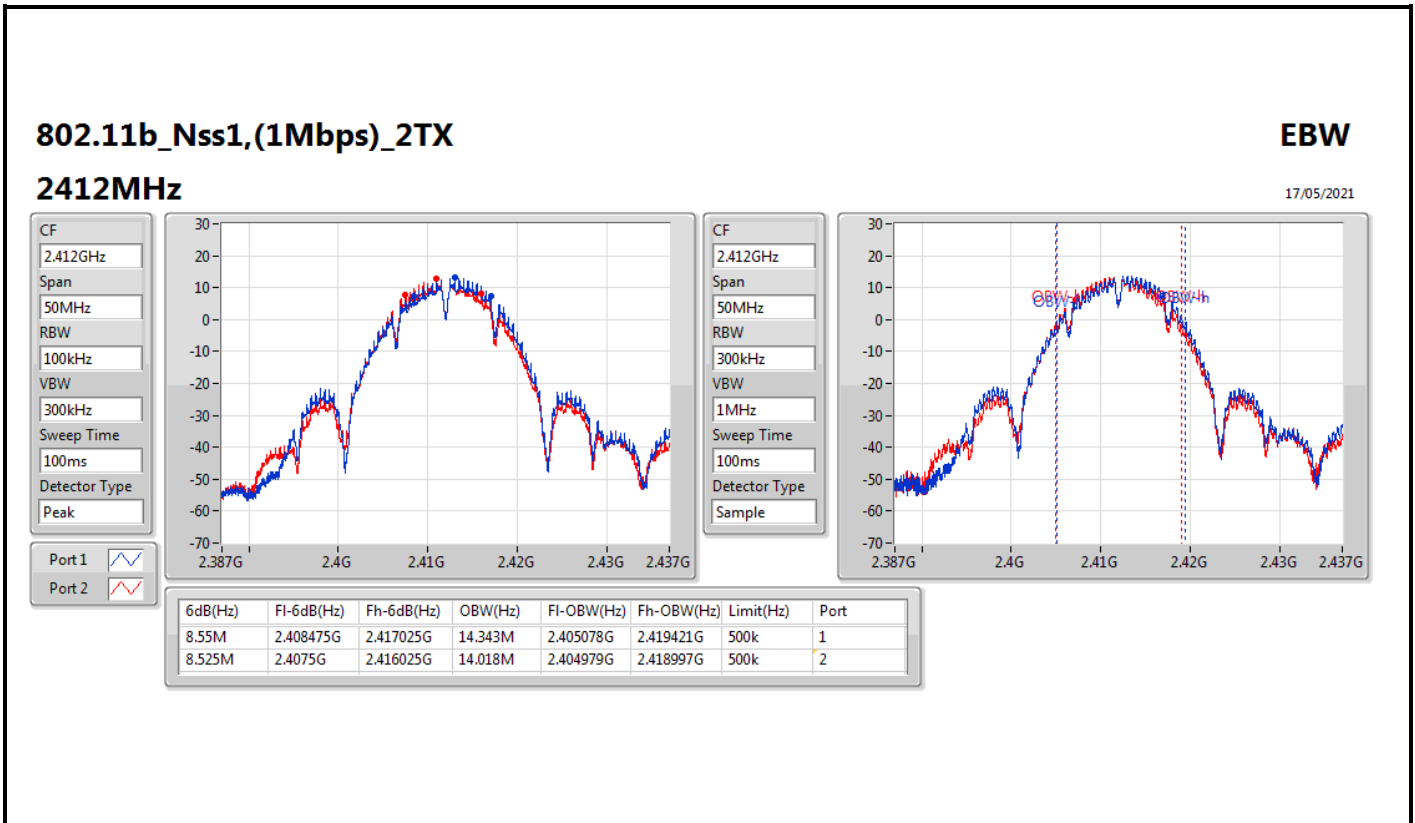 802.11b_Nss1,(1Mbps)_2TX
EBW
2412MHz
17/05/2021
CF
2.412GHz
Span
50MHz
RBW
100kHz
VBW
300kHz
Sweep Time
100ms
Detector Type
Peak
Port 1
Port 2
30
20
10
0
-10
-20
-30
-40
-50
-60
-70
2.387G 2.4G 2.41G 2.42G 2.43G 2.437G
CF
2.412GHz
Span
50MHz
RBW
300kHz
VBW
1MHz
Sweep Time
100ms
Detector Type
Sample
30
20
10
0
-10
-20
-30
-40
-50
-60
-70
OBW-h
2.387G 2.4G 2.41G 2.42G 2.43G 2.437G
6dB(Hz) Fl-6dB(Hz) Fh-6dB(Hz) OBW(Hz) Fl-OBW(Hz) Fh-OBW(Hz) Limit(Hz) Port
8.55M 2.408475G 2.417025G 14.343M 2.405078G 2.419421G 500k 1
8.525M 2.4075G 2.416025G 14.018M 2.404979G 2.418997G 500k 2